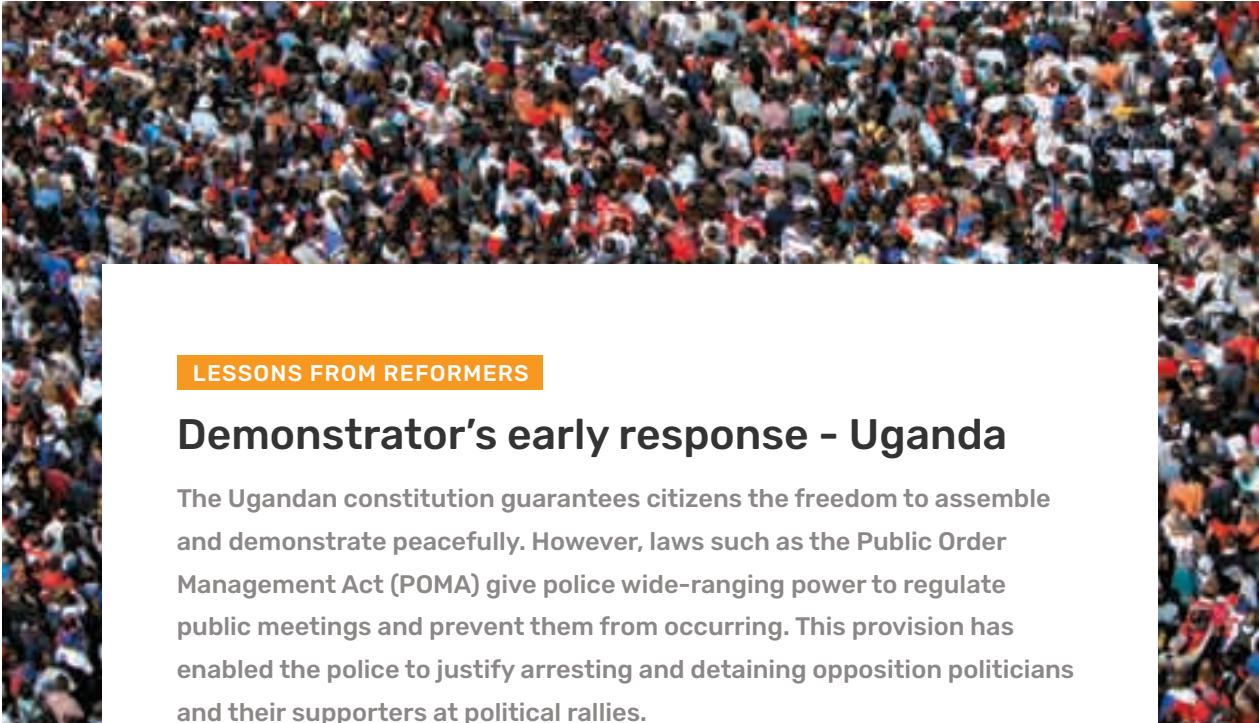 LESSONS FROM REFORMERS
Demonstrator’s early response - Uganda
The Ugandan constitution guarantees citizens the freedom to assemble
and demonstrate peacefully. However, laws such as the Public Order
Management Act (POMA) give police wide-ranging power to regulate
public meetings and prevent them from occurring. This provision has
enabled the police to justify arresting and detaining opposition politicians
and their supporters at political rallies.